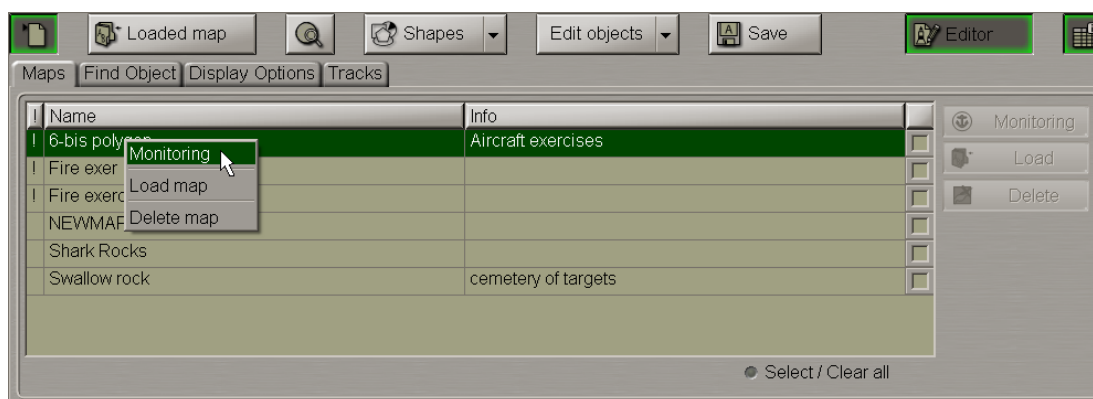 Loaded map Shapes Edit objects Save Editor
Maps Find Object Display Options Tracks
! Name Info
! 6-bis Aircraft exercises
Monitoring
! Fire exer
Load map
! Fire
NEWMAP
Delete map
Shark Rocks
Swallow rock cemetery of targets
Select / Clear all
Monitoring
Load
Delete